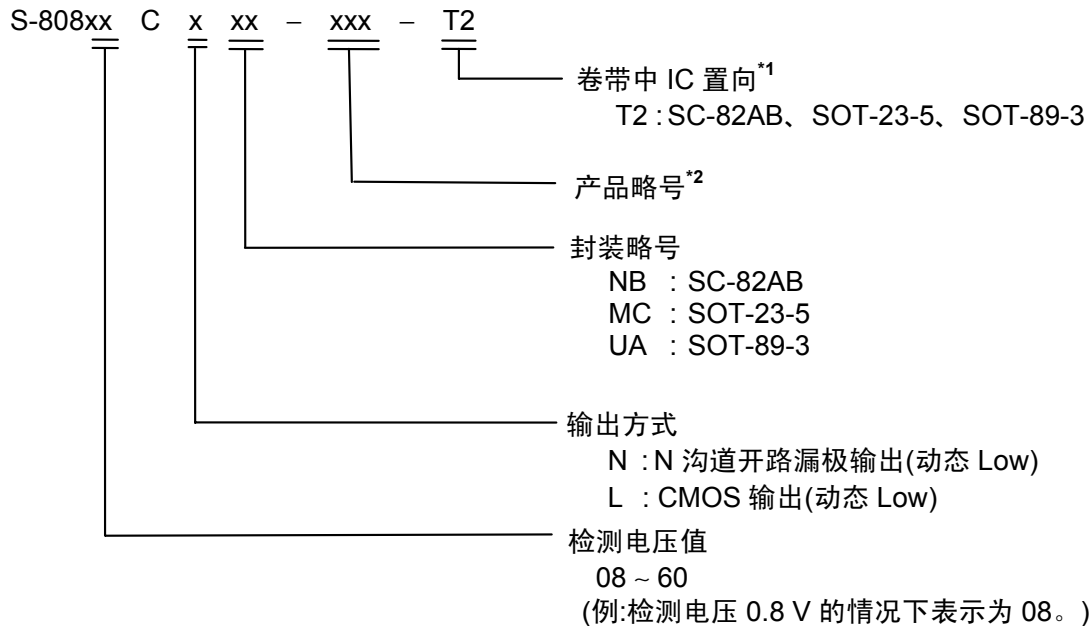 S-808xx C x xx – xxx – T2
卷带中 IC 置向*1
T2 : SC-82AB、SOT-23-5、SOT-89-3
产品略号*2
封装略号
NB : SC-82AB
MC : SOT-23-5
UA : SOT-89-3
输出方式
N : N 沟道开路漏极输出(动态 Low)
L : CMOS 输出(动态 Low)
检测电压值
08 ~ 60
(例:检测电压 0.8 V 的情况下表示为 08。)